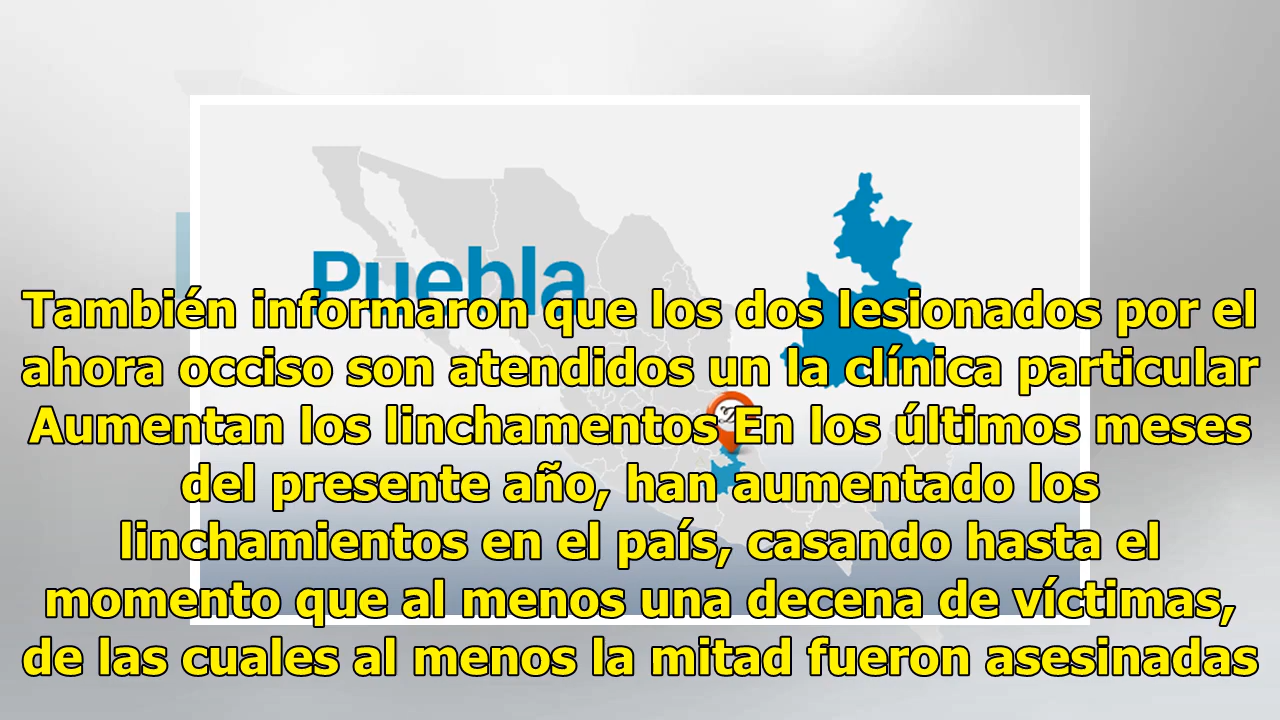 Puebla
También informaron que los dos lesionados por el
ahora occiso son atendidos un la clínica particular
Aumentan los linchamentos En los últimos meses
del presente año, han aumentado los
linchamientos en el país, casando hasta el
momento que al menos una decena de víctimas,
de las cuales al menos la mitad fueron asesinadas